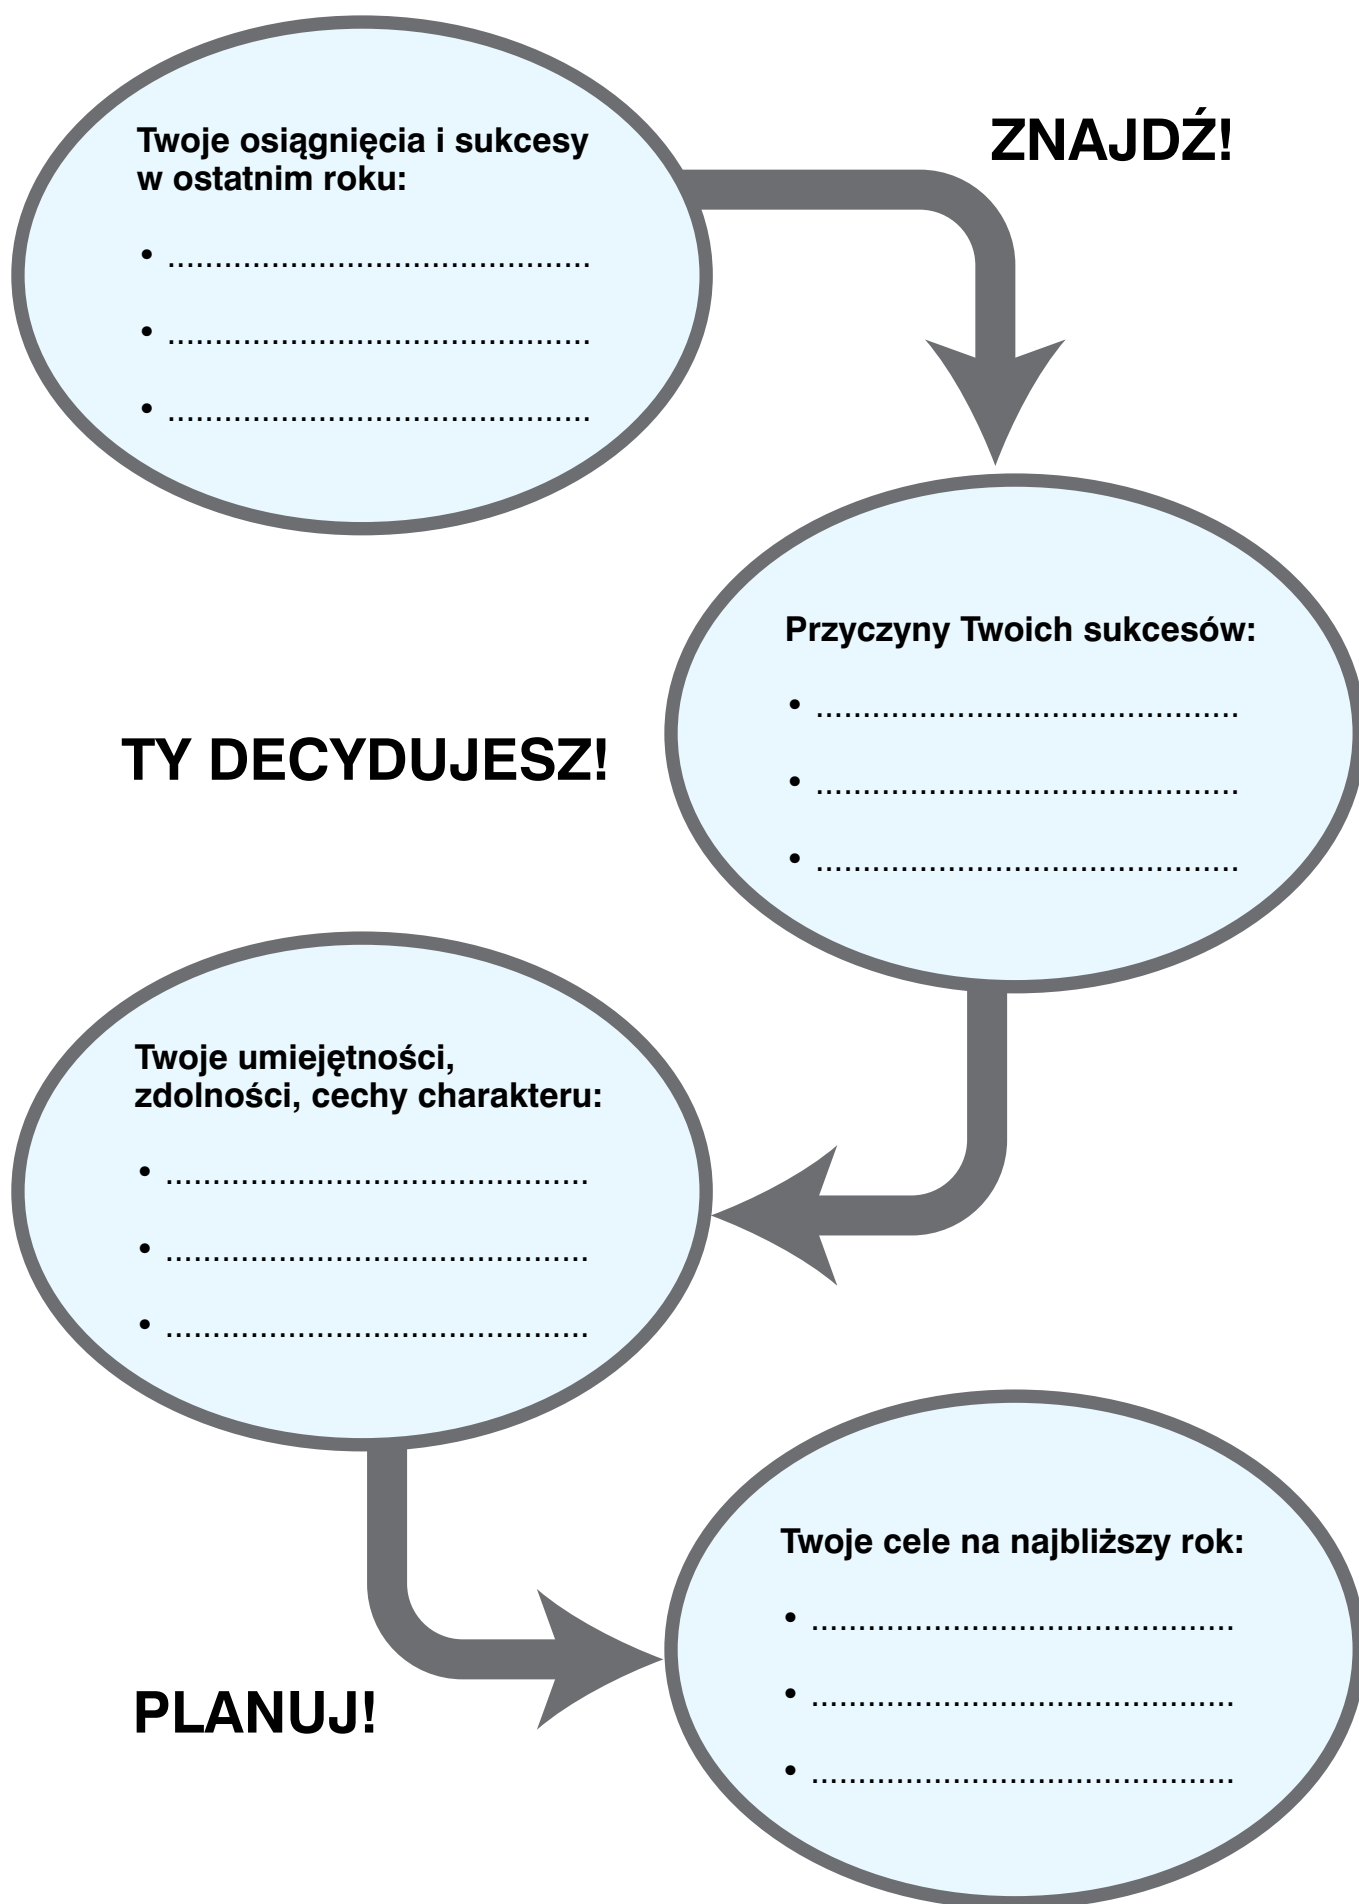 Twoje osiągnięcia i sukcesy
w ostatnim roku:
• .............................................
• .............................................
• .............................................
ZNAJDŹ!
Przyczyny Twoich sukcesów:
• .............................................
• .............................................
• .............................................
TY DECYDUJESZ!
Twoje umiejętności,
zdolności, cechy charakteru:
• .............................................
• .............................................
• .............................................
Twoje cele na najbliższy rok:
• .............................................
• .............................................
• .............................................
PLANUJ!